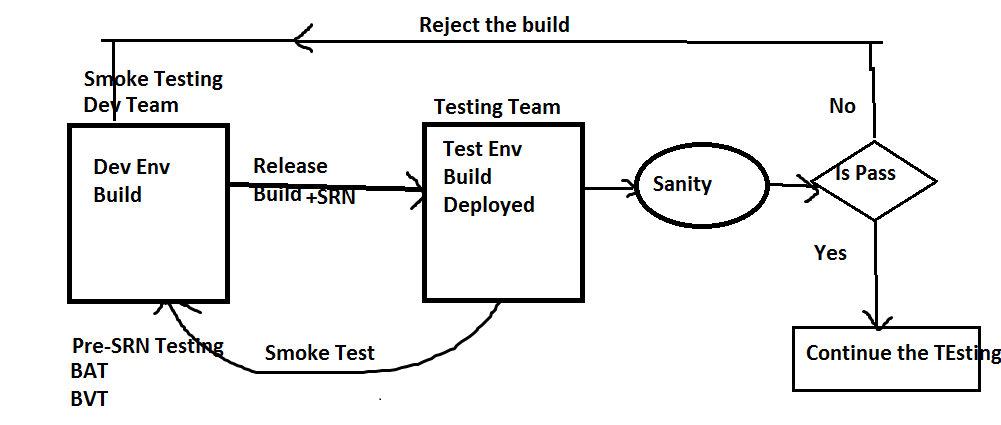 Reject the build
Smoke Testing
Dev Team
Testing Team
No
Dev Env
Build
Release
Build +SRN
Test Env
Build
Deployed
Sanity
Is Pass
Yes
Pre-SRN Testing
BAT
BVT
Smoke Test
Continue the TEsting